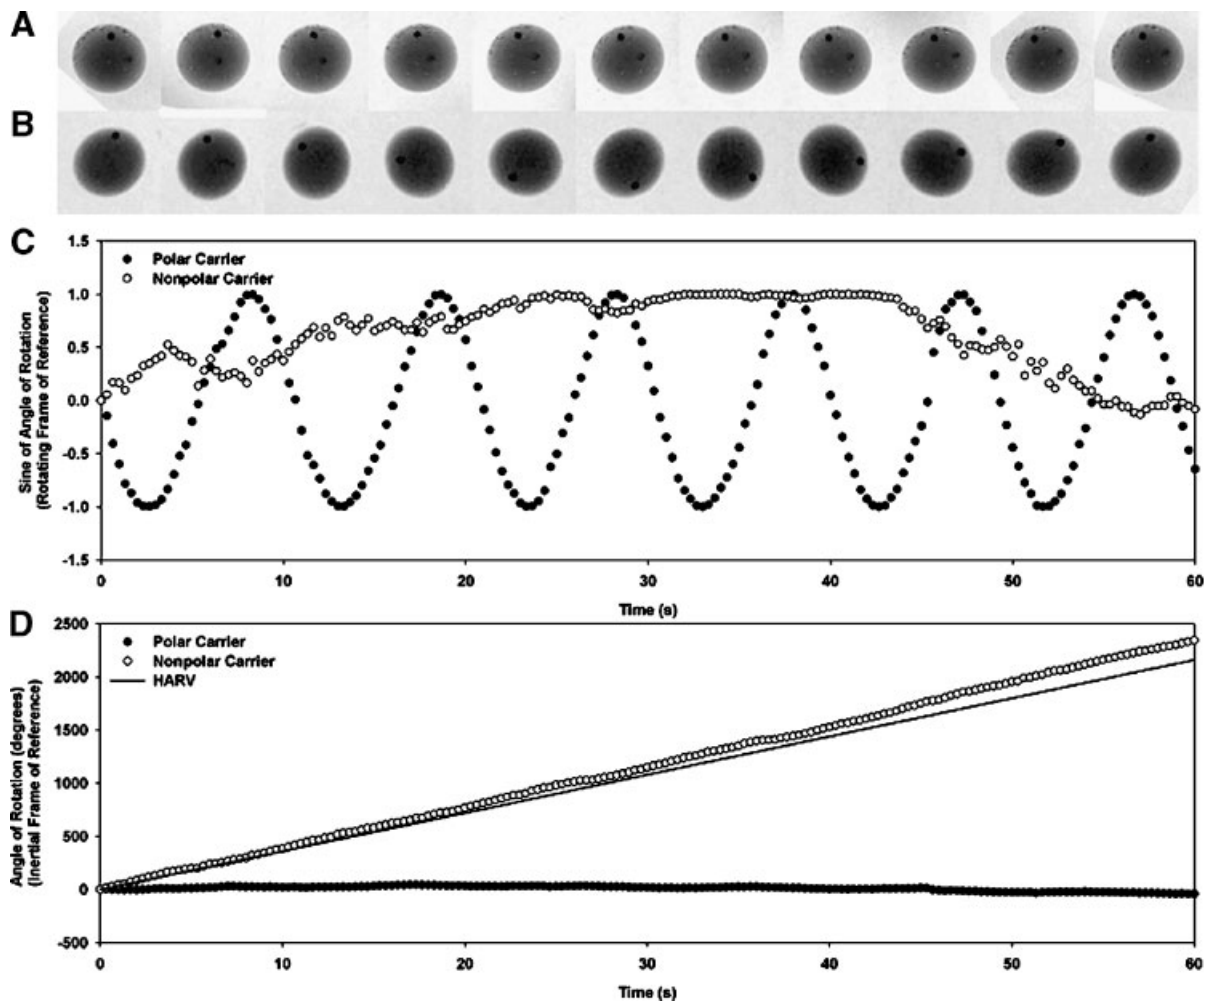 A
B
C
1.5
Polar Carrier
Nonpolar Carrier
1.0
0.5
0.0
-0.5
-1.0
-1.5
Sine of Angle of Rotation
(Rotating Frame of Reference)
0 10 20 30 40 50 60
Time (s)
D
2500
Polar Carrier
Nonpolar Carrier
HARV
2000
1500
1000
500
0
-500
Angle of Rotation (degrees)
(Inertial Frame of Reference)
0 10 20 30 40 50 60
Time (s)